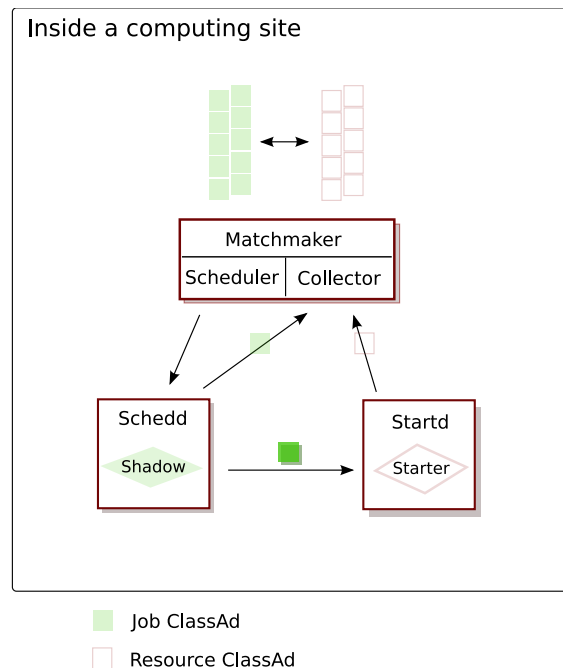 Inside a computing site
Matchmaker
Scheduler
Collector
Schedd
Shadow
Startd
Starter
Job ClassAd
Resource ClassAd